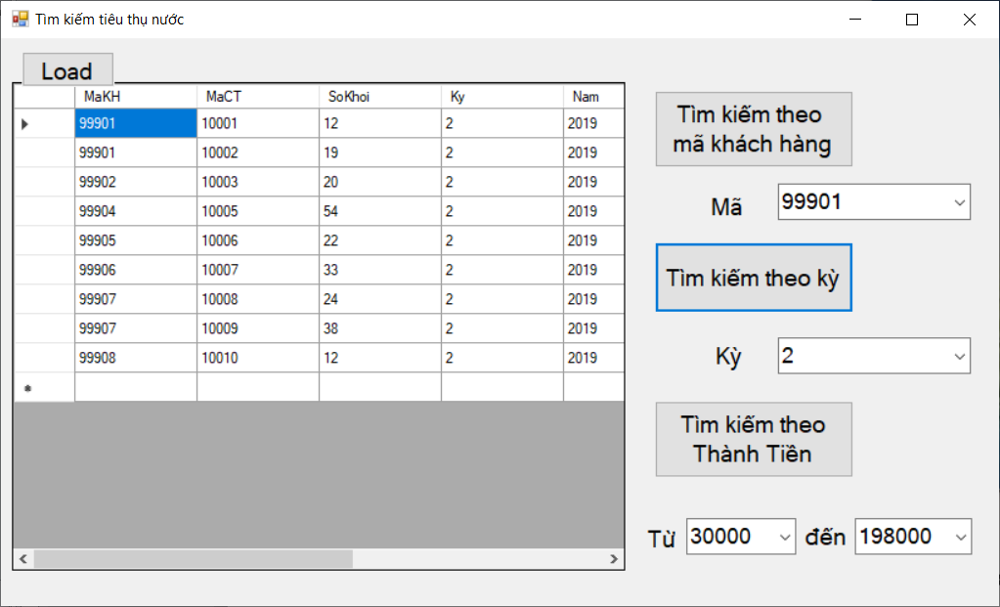 Tìm kiếm tiêu thụ nước
Load
MaKH MaCT SoKhoi Ky Nam
99901 10001 12 2 2019
99901 10002 19 2 2019
99902 10003 20 2 2019
99904 10005 54 2 2019
99905 10006 22 2 2019
99906 10007 33 2 2019
99907 10008 24 2 2019
99907 10009 38 2 2019
99908 10010 12 2 2019
Tìm kiếm theo
mã khách hàng
Mã 99901
Tìm kiếm theo kỳ
Kỳ 2
Tìm kiếm theo
Thành Tiền
Từ 30000 đến 198000